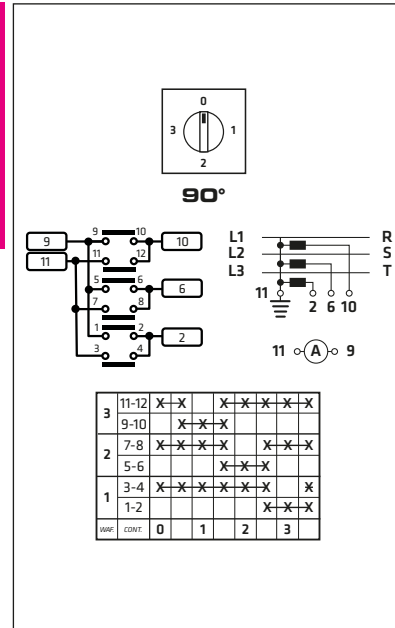 0
3 1
2
90°
9 10
9 10
11 12
11
5 6
6
7 8
1 2
2
3 4
L1 R
L2 S
L3 T
11 2 6 10
11 A 9
3 11-12 X X X X X X X
9-10 X X X
2 7-8 X X X X X X X
5-6 X X X
1 3-4 X X X X X X X
1-2 X X X
WAF. CONT. 0 1 2 3